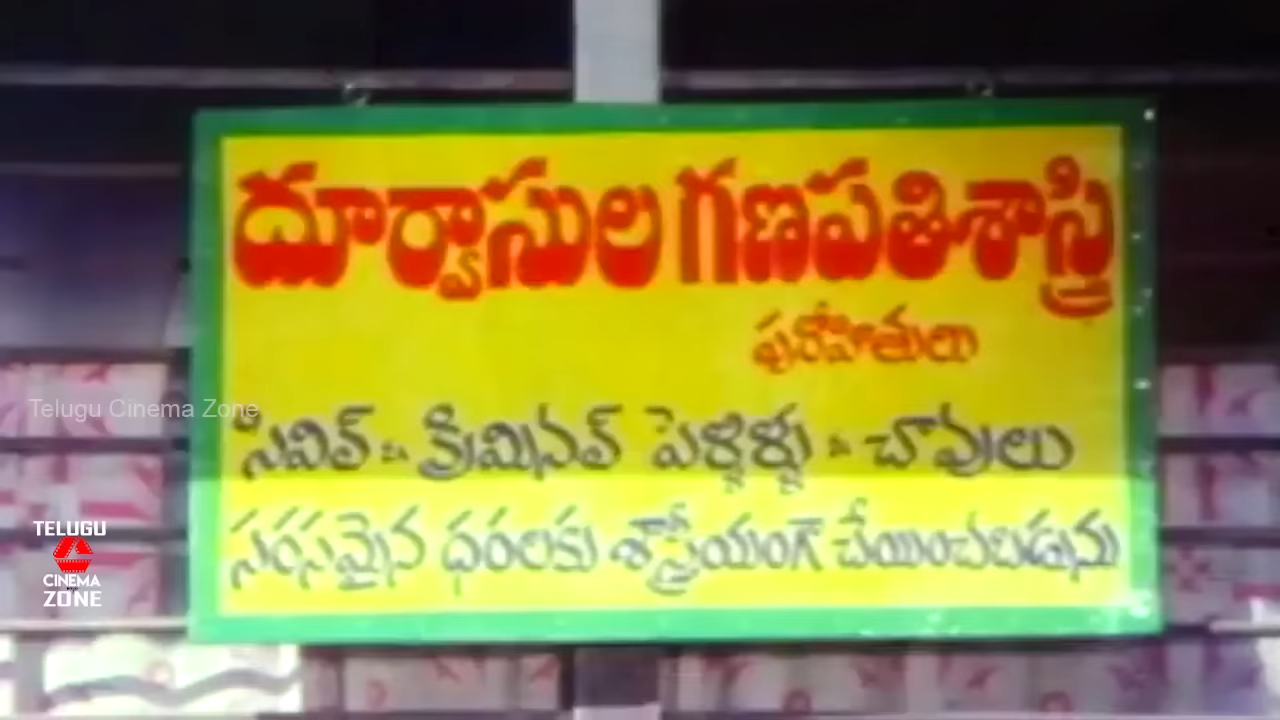 దూర్వాసుల గణపతిశాస్త్రి
పురోహితులు
Telugu Cinema Zone
సివిల్ క్రిమినల్ పెళ్ళిళ్ళు చావులు
సరసమైన ధరలకు శాస్త్రీయంగా చేయించబడును
TELUGU
CINEMA
ZONE